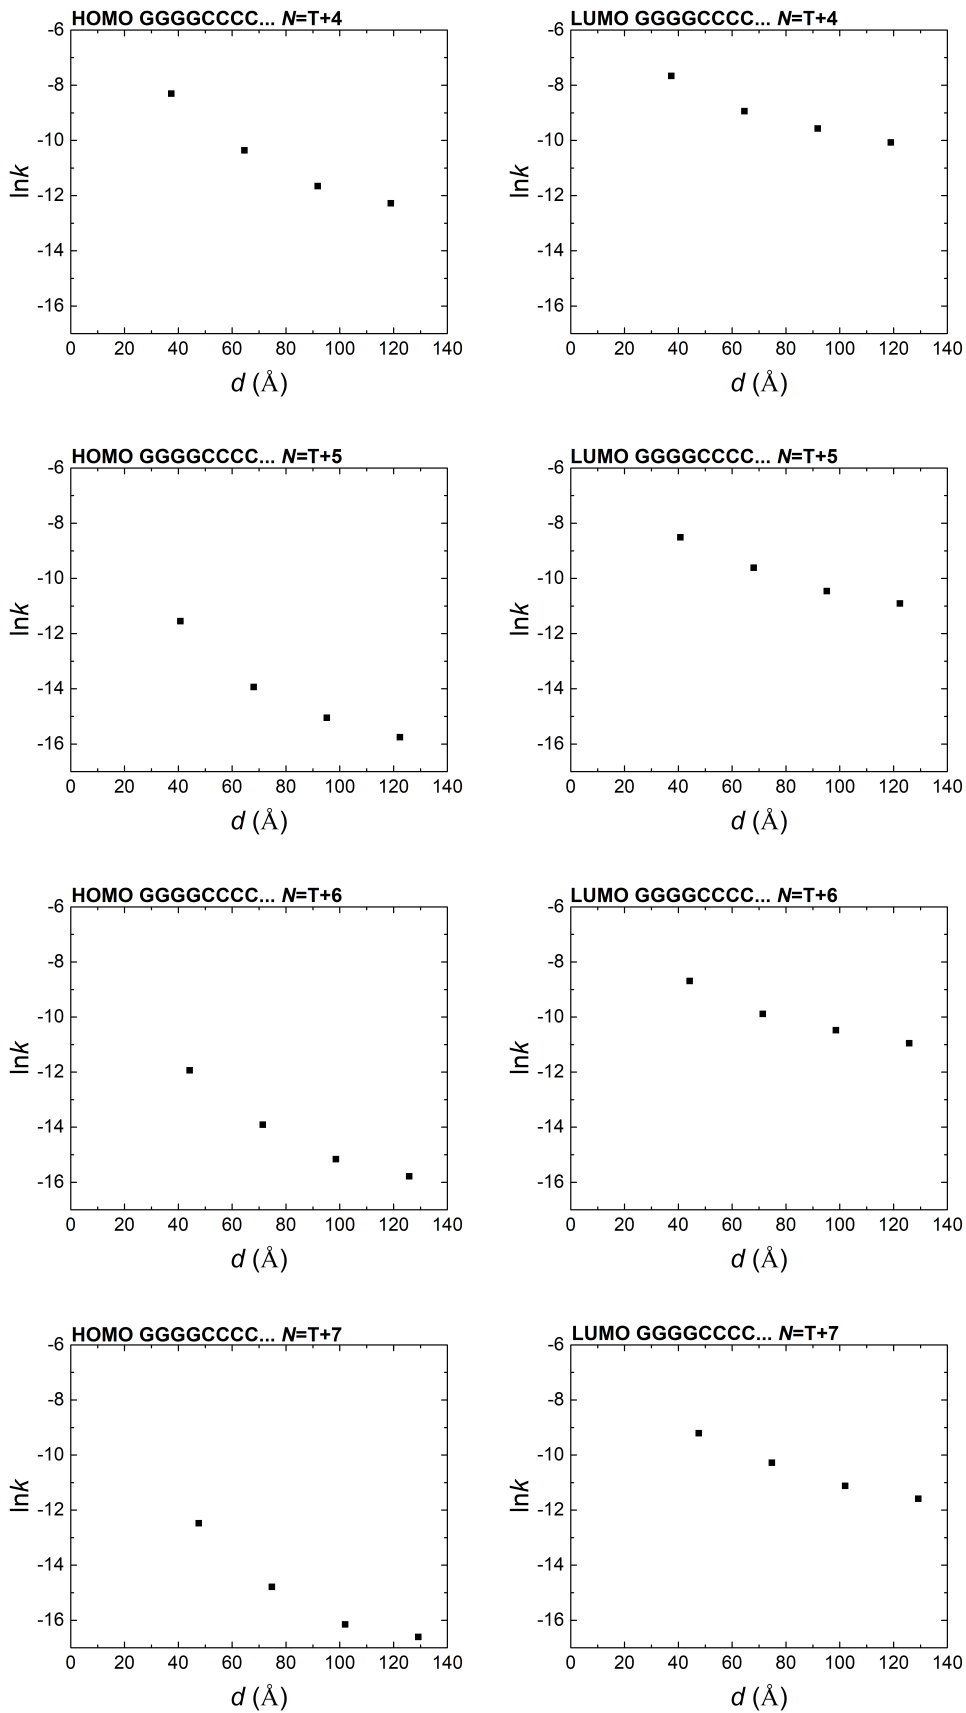 HOMO GGGGCCCC... N=T+4
-6
-8
-10
-12
-14
-16
lnk
0 20 40 60 80 100 120 140
d (Å)
LUMO GGGGCCCC... N=T+4
-6
-8
-10
-12
-14
-16
lnk
0 20 40 60 80 100 120 140
d (Å)
HOMO GGGGCCCC... N=T+5
-6
-8
-10
-12
-14
-16
lnk
0 20 40 60 80 100 120 140
d (Å)
LUMO GGGGCCCC... N=T+5
-6
-8
-10
-12
-14
-16
lnk
0 20 40 60 80 100 120 140
d (Å)
HOMO GGGGCCCC... N=T+6
-6
-8
-10
-12
-14
-16
lnk
0 20 40 60 80 100 120 140
d (Å)
LUMO GGGGCCCC... N=T+6
-6
-8
-10
-12
-14
-16
lnk
0 20 40 60 80 100 120 140
d (Å)
HOMO GGGGCCCC... N=T+7
-6
-8
-10
-12
-14
-16
lnk
0 20 40 60 80 100 120 140
d (Å)
LUMO GGGGCCCC... N=T+7
-6
-8
-10
-12
-14
-16
lnk
0 20 40 60 80 100 120 140
d (Å)